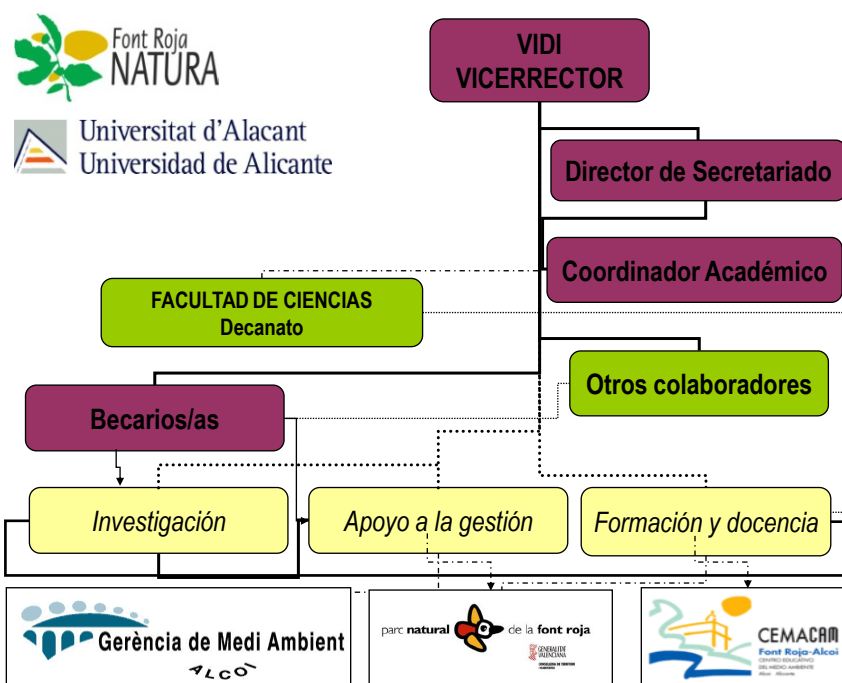 Font Roja
NATURA
Universitat d'Alacant
Universidad de Alicante
VIDI
VICERRECTOR
Director de Secretariado
Coordinador Académico
FACULTAD DE CIENCIAS
Decanato
Otros colaboradores
Becarios/as
Investigación
Apoyo a la gestión
Formación y docencia
Gerència de Medi Ambient
ALCOI
parc natural de la font roja
GENERALITAT
VALENCIANA
CEMACAM
Font Roja-Alcoi
CENTRO EDUCATIVO
DEL MEDIO AMBIENTE
Alcoi - Alicante